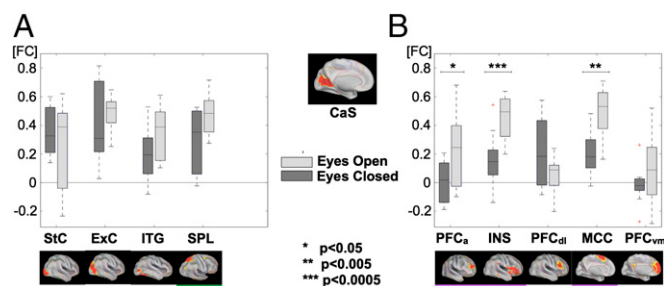 A
[FC]
0.8
0.6
0.4
0.2
0
0.2
StC ExC ITG SPL
CaS
Eyes Open
Eyes Closed
* p<0.05
** p<0.005
*** p<0.0005
B
[FC]
* *** **
0.8
0.6
0.4
0.2
0
-0.2
PFCa INS PFCdl MCC PFCvm